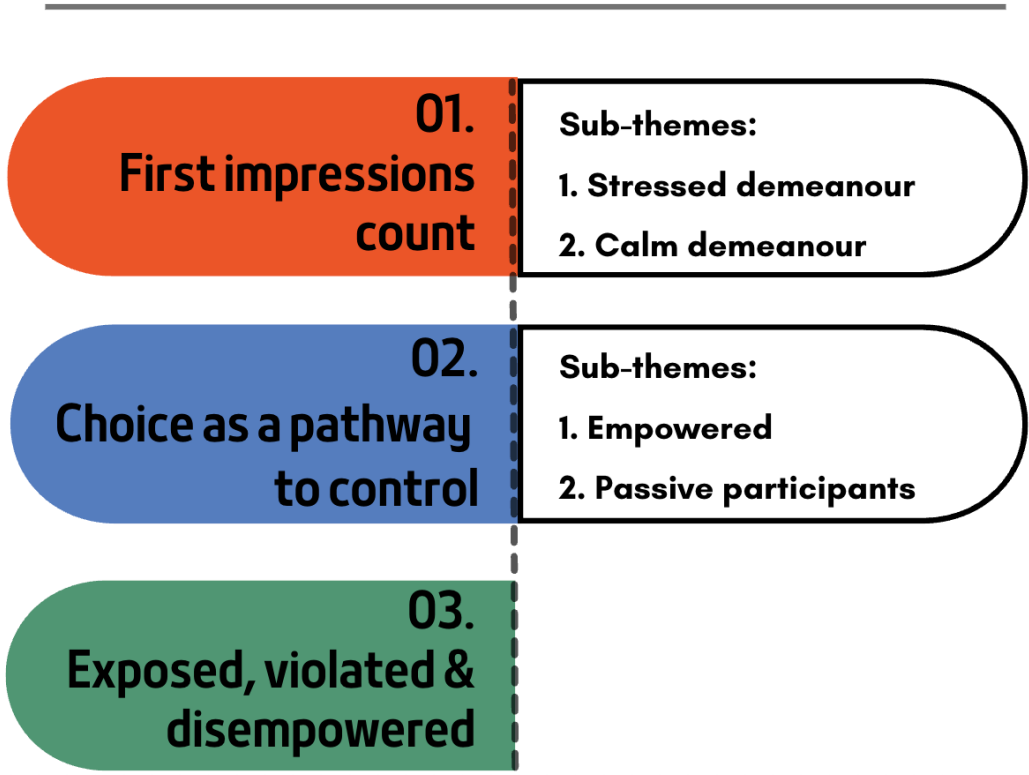 01.
First impressions
count
Sub-themes:
1. Stressed demeanour
2. Calm demeanour
02.
Choice as a pathway
to control
Sub-themes:
1. Empowered
2. Passive participants
03.
Exposed, violated &
disempowered